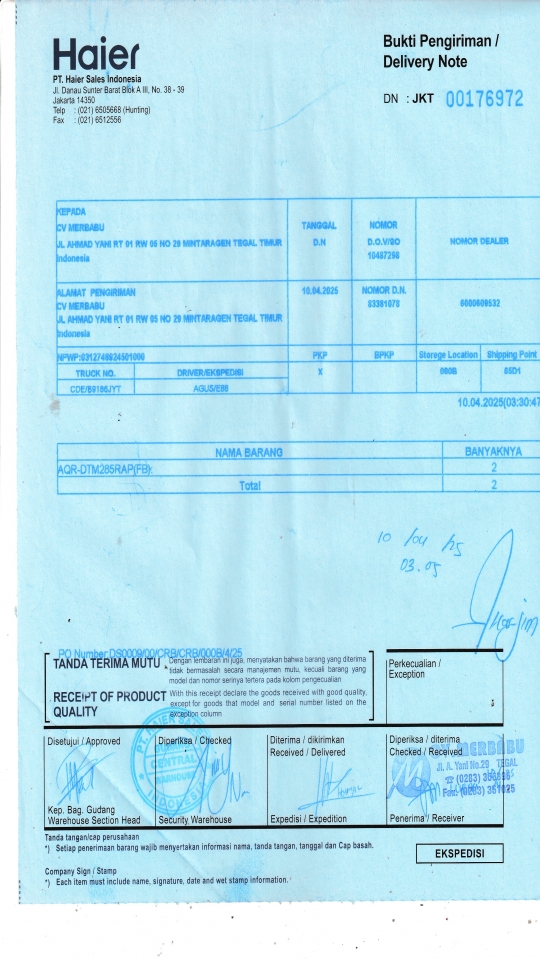 Haier
Bukti Pengiriman /
Delivery Note
PT. Haier Sales Indonesia
Jl. Danau Sunter Barat Blok A III, No. 38 - 39
Jakarta 14350
Telp : (021) 6505668 (Hunting)
Fax : (021) 6512556
DN : JKT 00176972
KEPADA
CV MERBABU
JL AHMAD YANI RT 01 RW 05 NO 29 MINTARAGEN TEGAL TIMUR
Indonesia
TANGGAL
D.N
NOMOR
D.O.V/SO
10487298
NOMOR DEALER
ALAMAT PENGIRIMAN
CV MERBABU
JL AHMAD YANI RT 01 RW 05 NO 29 MINTARAGEN TEGAL TIMUR
Indonesia
10.04.2025
NOMOR D.N.
83381078
6000609532
PKP BPKP Storege Location Shipping Point
TRUCK NO. DRIVER/EKSPEDISI X 000B 85D1
AGUS/E88
10.04.2025(03:30:47
NAMA BARANG BANYAKNYA
AQR-DTM285RAP(FB) 2
Total 2
10/04/25
03.05
PO Number:DS0009/00/CRB/CRB/000B/4/25
TANDA TERIMA MUTU
RECEIPT OF PRODUCT
QUALITY
Dengan lembaran ini juga, menyatakan bahwa barang yang diterima
tidak bermasalah secara manajemen mutu, kecuali barang yang
model dan nomor serinya tertera pada kolom pengecualian
With this receipt declare the goods received with good quality,
except for goods that model and serial number listed on the
exception column
Perkecualian /
Exception
Disetujui / Approved
Diperiksa / Checked
Diterima / dikirimkan
Received / Delivered
Diperiksa / diterima
Checked / Received
CENTRAL
WAREHOUSE
INDONESIA
MERBABU
Jl. A. Yani No.29 TEGAL
Kep. Bag. Gudang
Warehouse Section Head
Security Warehouse
Expedisi / Expedition
Penerima / Receiver
Tanda tangan/cap perusahaan
*) Setiap penerimaan barang wajib menyertakan informasi nama, tanda tangan, tanggal dan Cap basah.
EKSPEDISI
Company Sign / Stamp
*) Each item must include name, signature, date and wet stamp information.